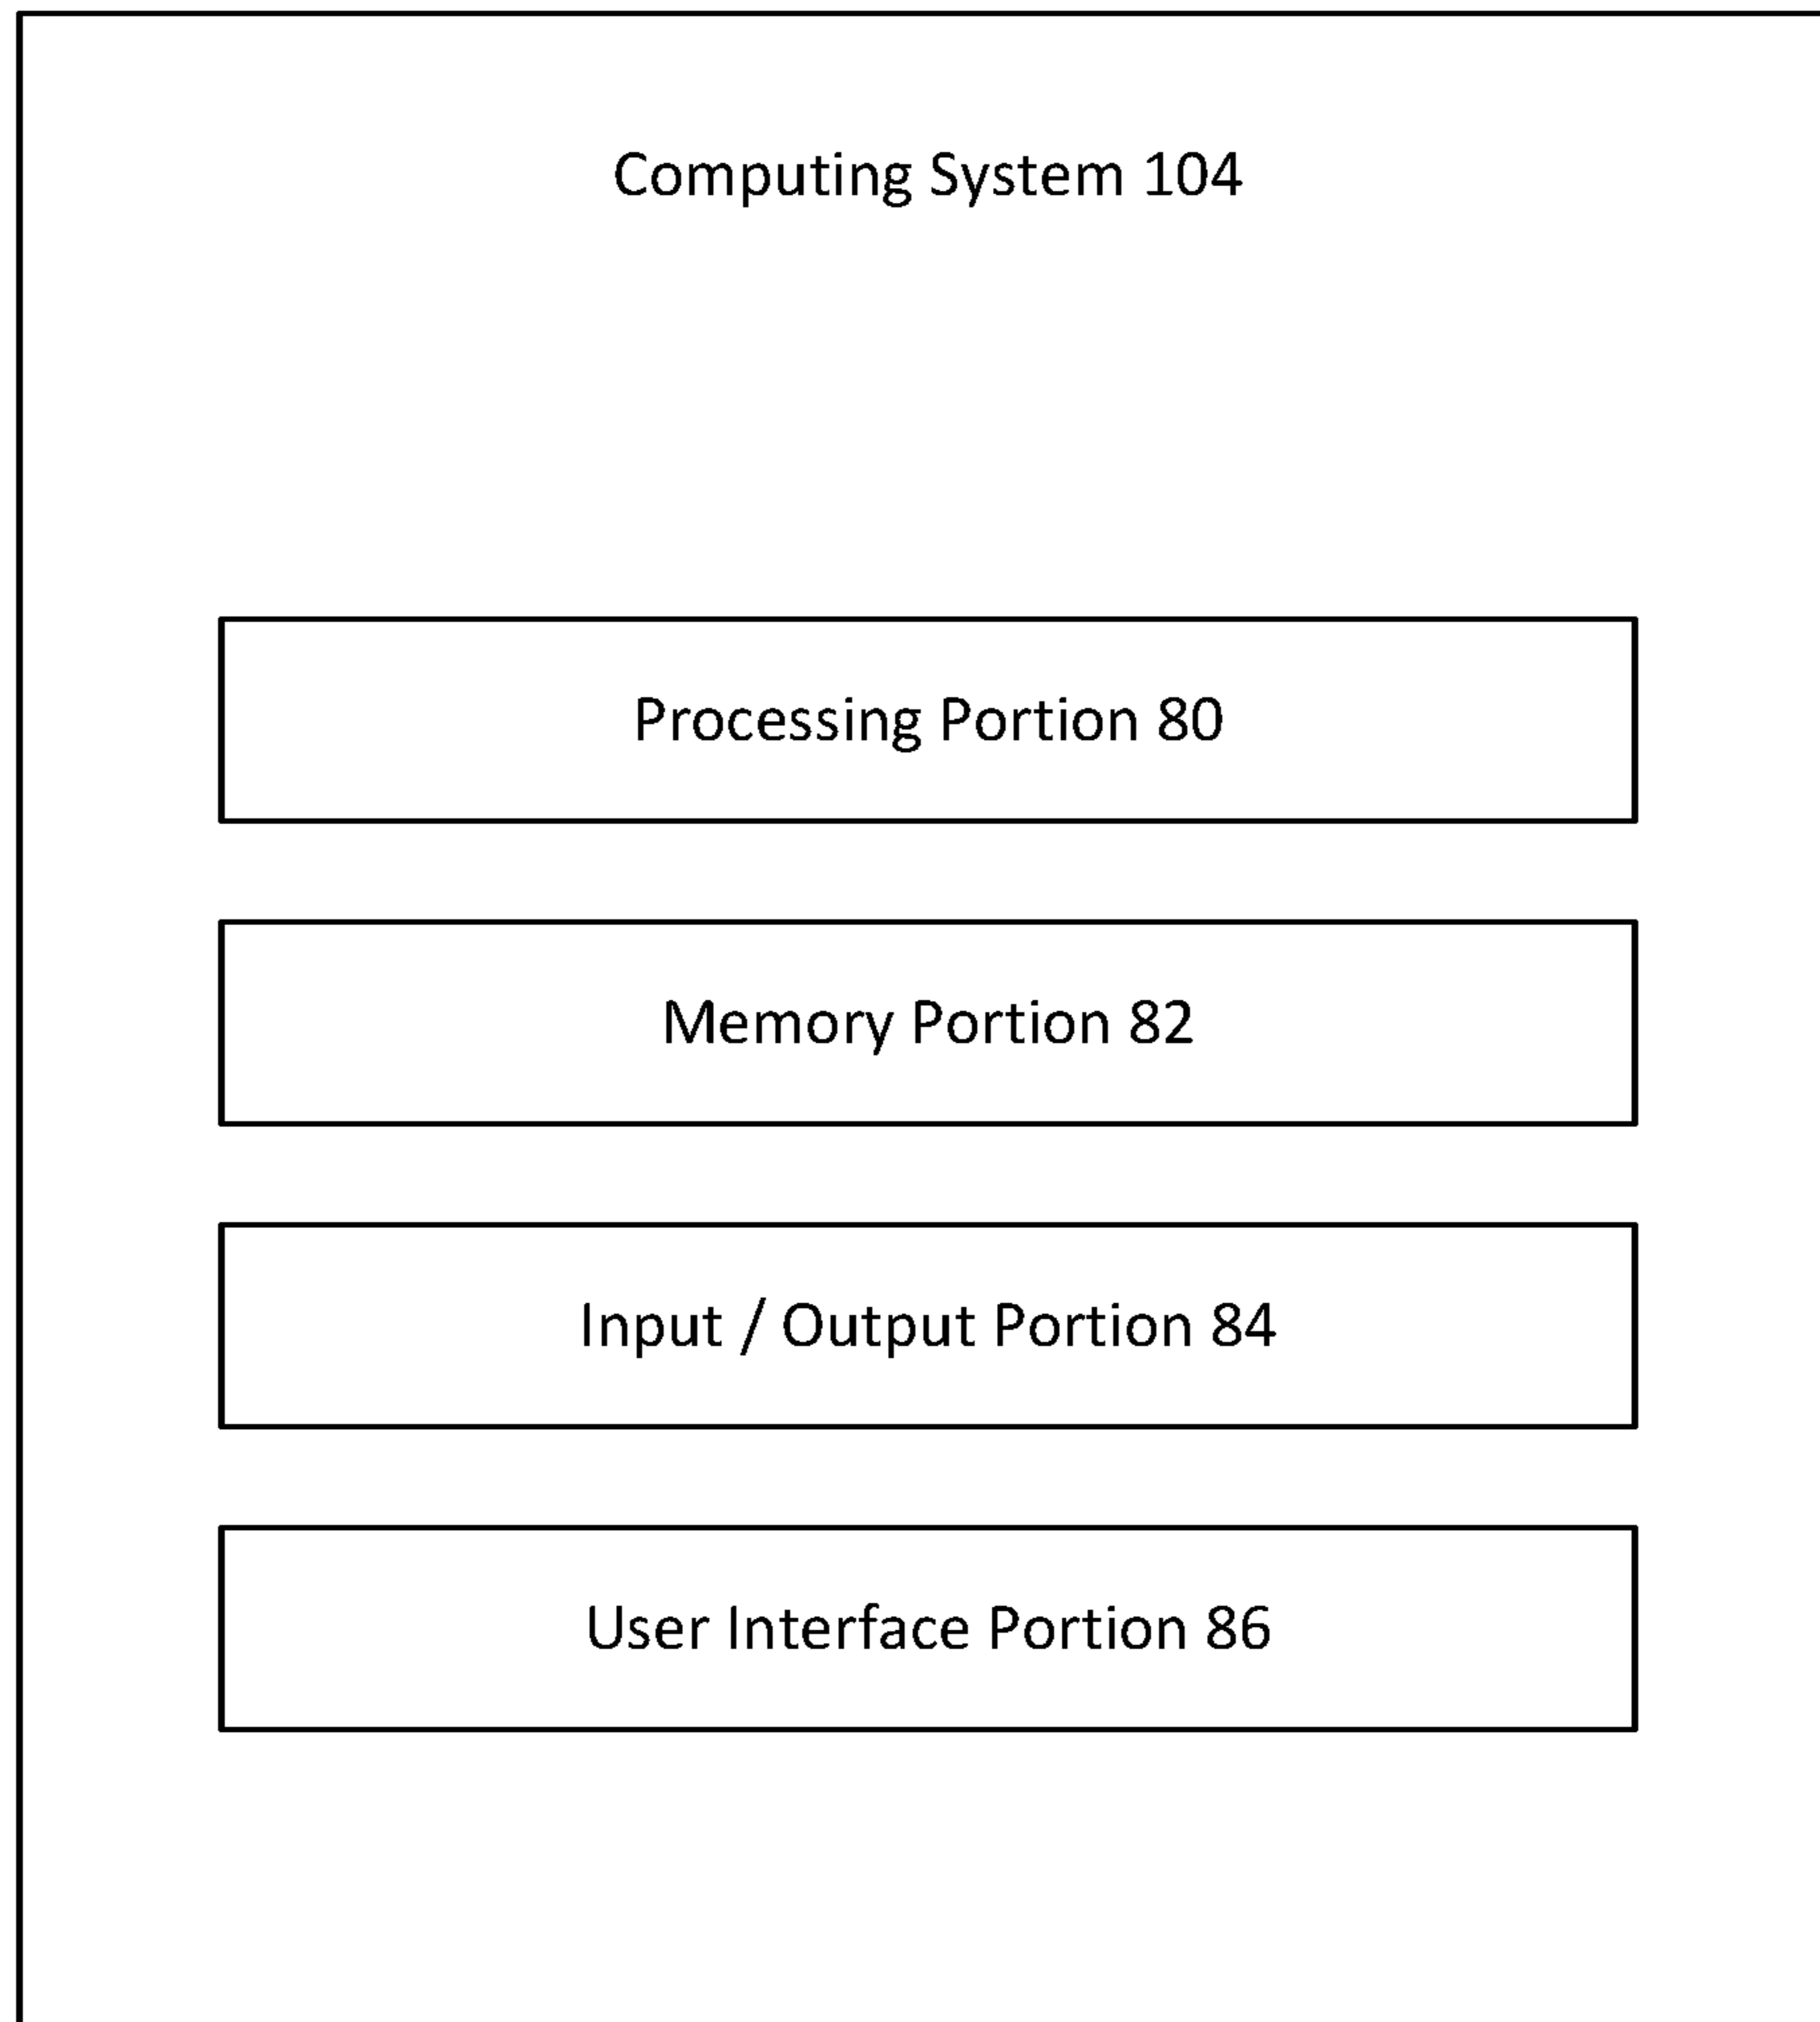 Computing System 104
Processing Portion 80
Memory Portion 82
Input / Output Portion 84
User Interface Portion 86